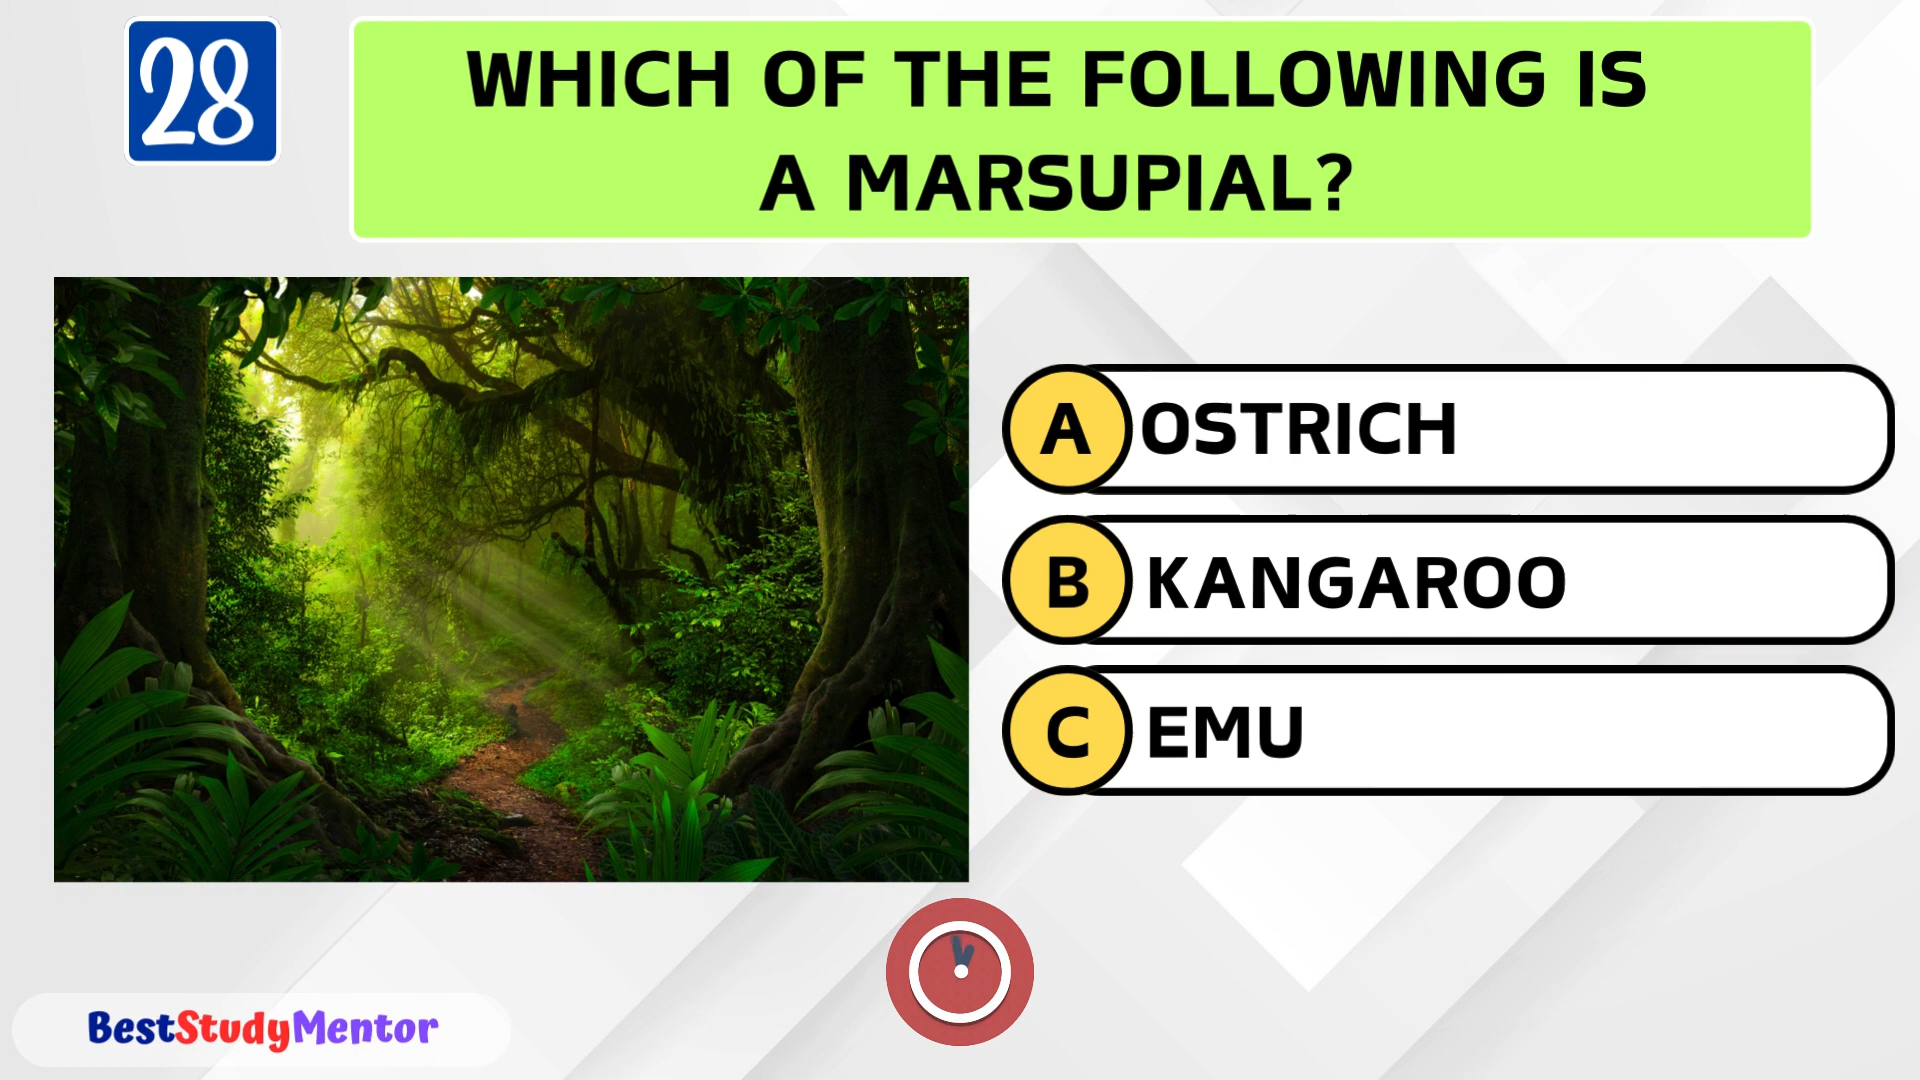 28
WHICH OF THE FOLLOWING IS
A MARSUPIAL?
A OSTRICH
B KANGAROO
C EMU
BestStudyMentor